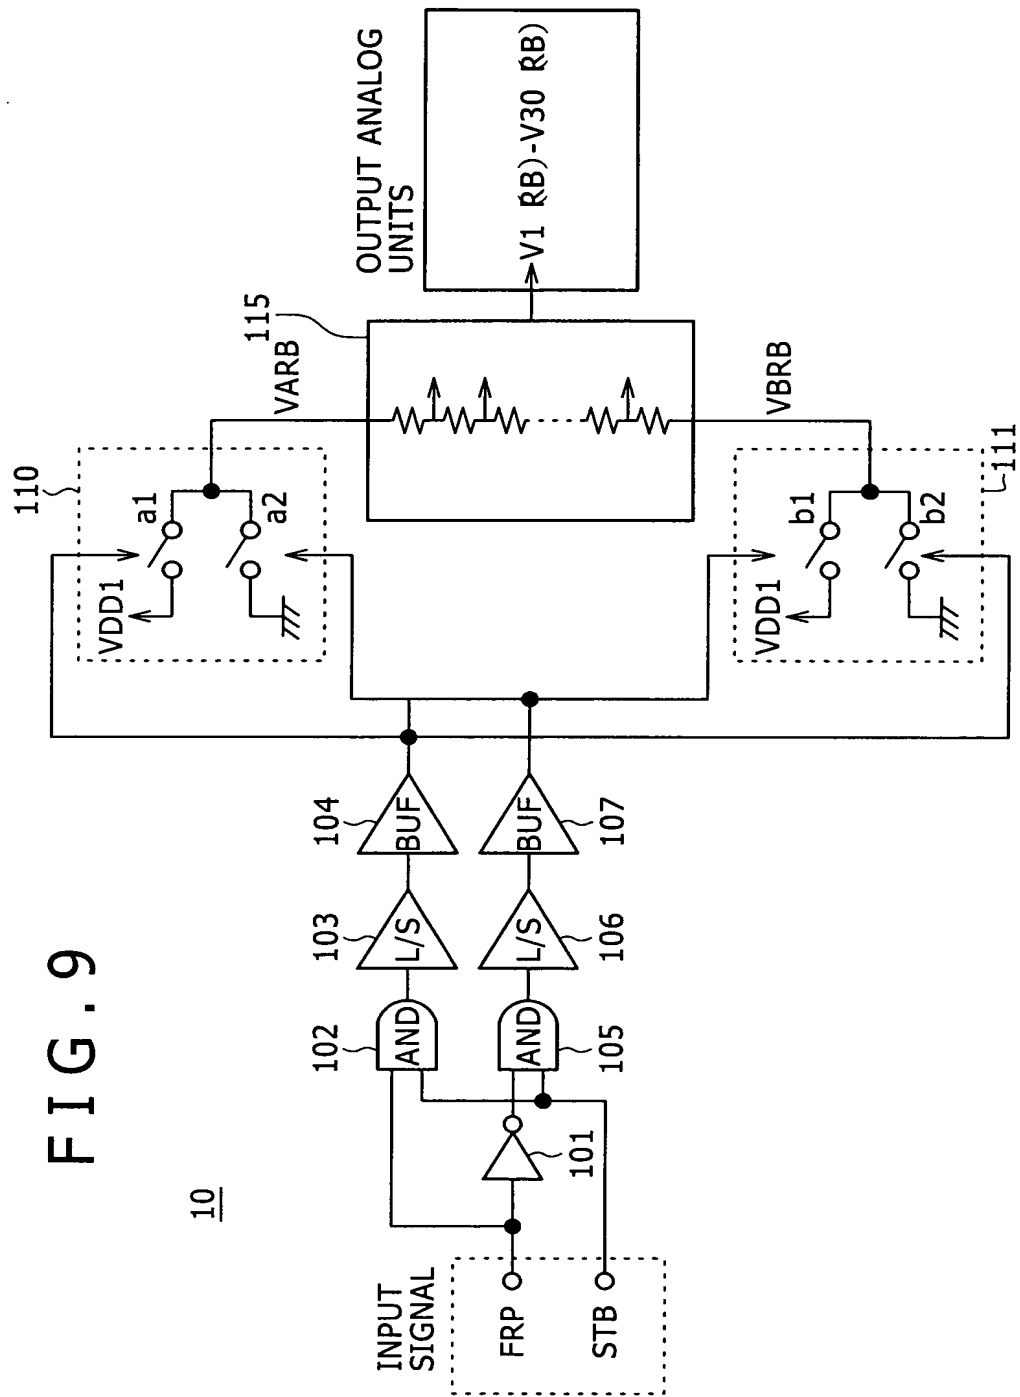 FIG.9
10
INPUT
SIGNAL
FRP
STB
101
102
AND
105
AND
103
L/S
106
L/S
104
BUF
107
BUF
110
VDD1
a1
a2
VARB
115
111
VDD1
b1
b2
VBRB
OUTPUT ANALOG
UNITS
V1 RB)-V30 RB)